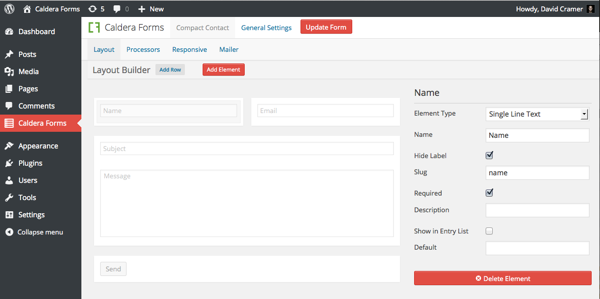 Caldera Forms 5 0 + New Howdy, David Cramer
Dashboard
Posts
Media
Pages
Comments
Caldera Forms
Appearance
Plugins
Users
Tools
Settings
Collapse menu
Caldera Forms Compact Contact General Settings Update Form
Layout Processors Responsive Mailer
Layout Builder Add Row Add Element
Name Email
Subject
Message
Send
Name
Element Type Single Line Text
Name Name
Hide Label
Slug name
Required
Description
Show in Entry List
Default
Delete Element